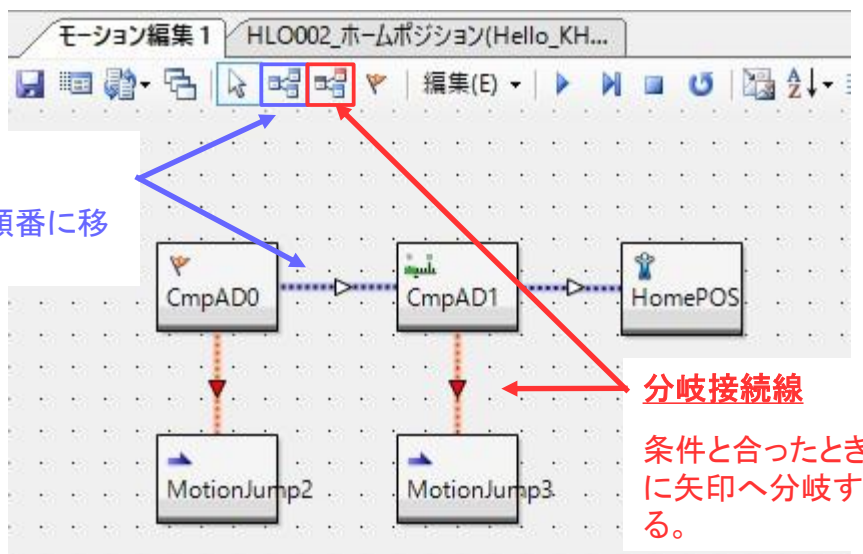 モーション編集 1
HLO002_ホームポジション(Hello_KH...
編集(E)
順番に移
CmpAD0
CmpAD1
HomePOS
分岐接続線
条件と合ったとき
に矢印へ分岐す
る。
MotionJump2
MotionJump3